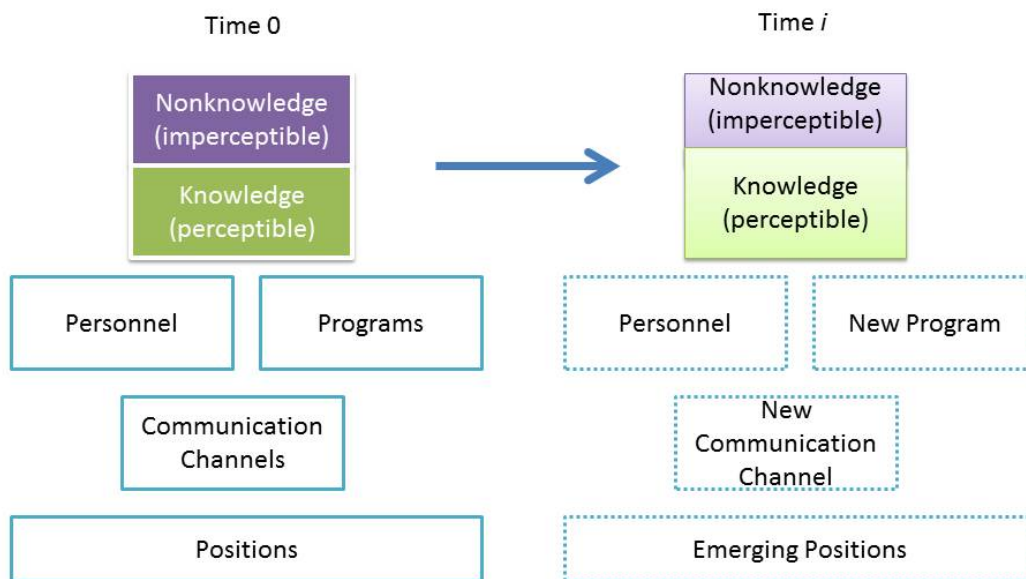 Time 0
Time i
Nonknowledge
(imperceptible)
Knowledge
(perceptible)
Nonknowledge
(imperceptible)
Knowledge
(perceptible)
Personnel
Programs
Personnel
New Program
Communication
Channels
New
Communication
Channel
Positions
Emerging Positions